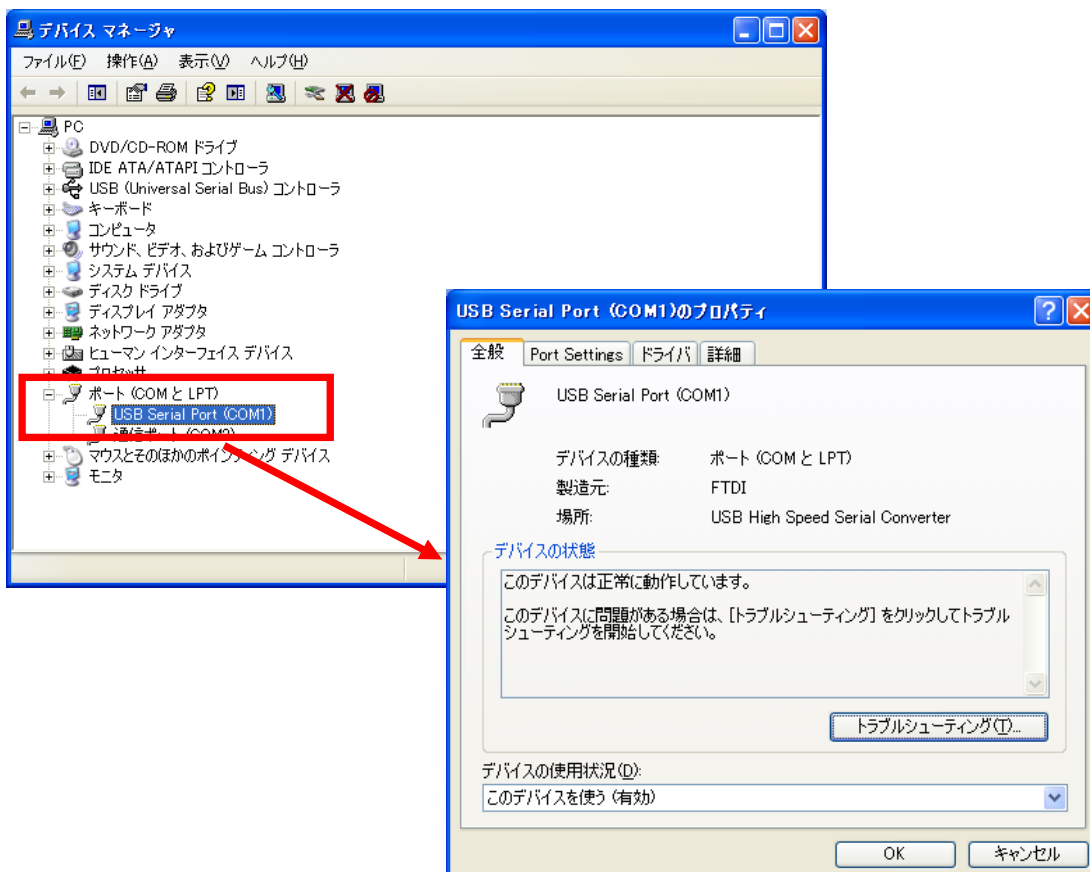 デバイス マネージャ
ファイル(F) 操作(A) 表示(V) ヘルプ(H)
PC
DVD/CD-ROM ドライブ
IDE ATA/ATAPI コントローラ
USB (Universal Serial Bus) コントローラ
キーボード
コンピュータ
サウンド、ビデオ、およびゲーム コントローラ
システム デバイス
ディスク ドライブ
ディスプレイ アダプタ
ネットワーク アダプタ
ヒューマン インターフェイス デバイス
プロセッサ
ポート (COM と LPT)
USB Serial Port (COM1)
通信ポート (COM2)
マウスとそのほかのポインティング デバイス
モニタ
USB Serial Port (COM1)のプロパティ
全般 Port Settings ドライバ 詳細
USB Serial Port (COM1)
デバイスの種類: ポート (COM と LPT)
製造元: FTDI
場所: USB High Speed Serial Converter
デバイスの状態
このデバイスは正常に動作しています。
このデバイスに問題がある場合は、[トラブルシューティング] をクリックしてトラブル
シューティングを開始してください。
トラブルシューティング(T)...
デバイスの使用状況(D):
このデバイスを使う (有効)
OK キャンセル